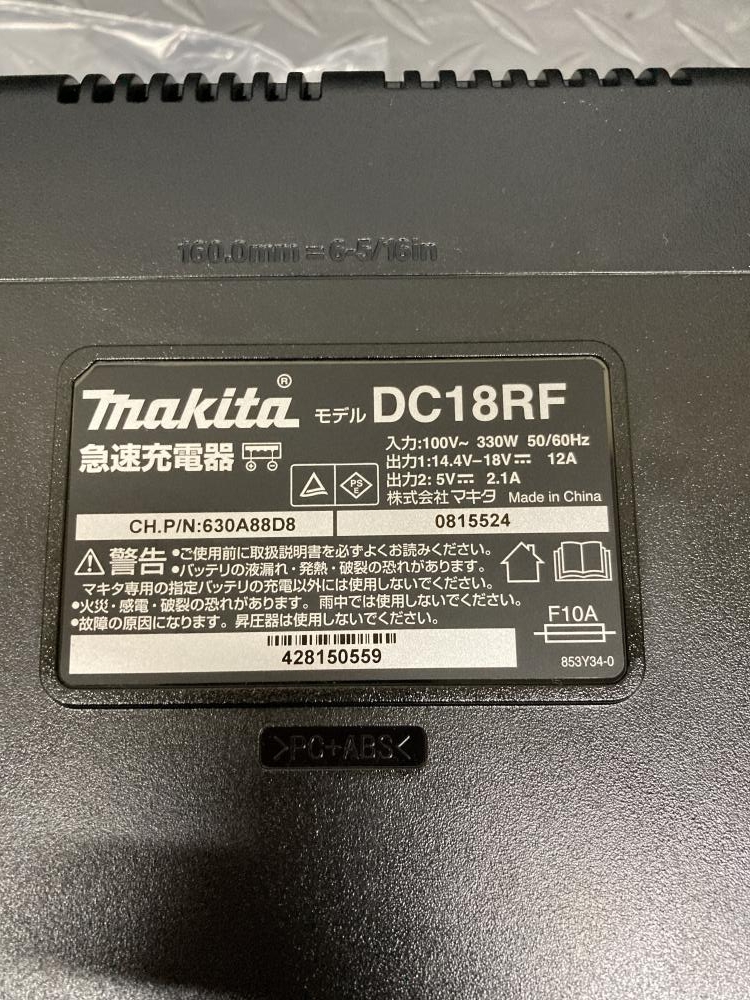 160.0mm=6-5/16in
makita® モデル DC18RF
急速充電器
入力:100V~ 330W 50/60Hz
出力1:14.4V-18V⎓ 12A
出力2: 5V⎓ 2.1A
株式会社マキタ Made in China
PS
E
CH.P/N:630A88D8 0815524
⚠警告 •ご使用前に取扱説明書を必ずよくお読みください。
•バッテリの液漏れ・発熱・破裂の恐れがあります。
マキタ専用の指定バッテリの充電以外には使用しないでください。
•火災・感電・破裂の恐れがあります。雨中では使用しないでください。
•故障の原因になります。昇圧器は使用しないでください。
F10A
428150559
853Y34-0
>PC+ABS<